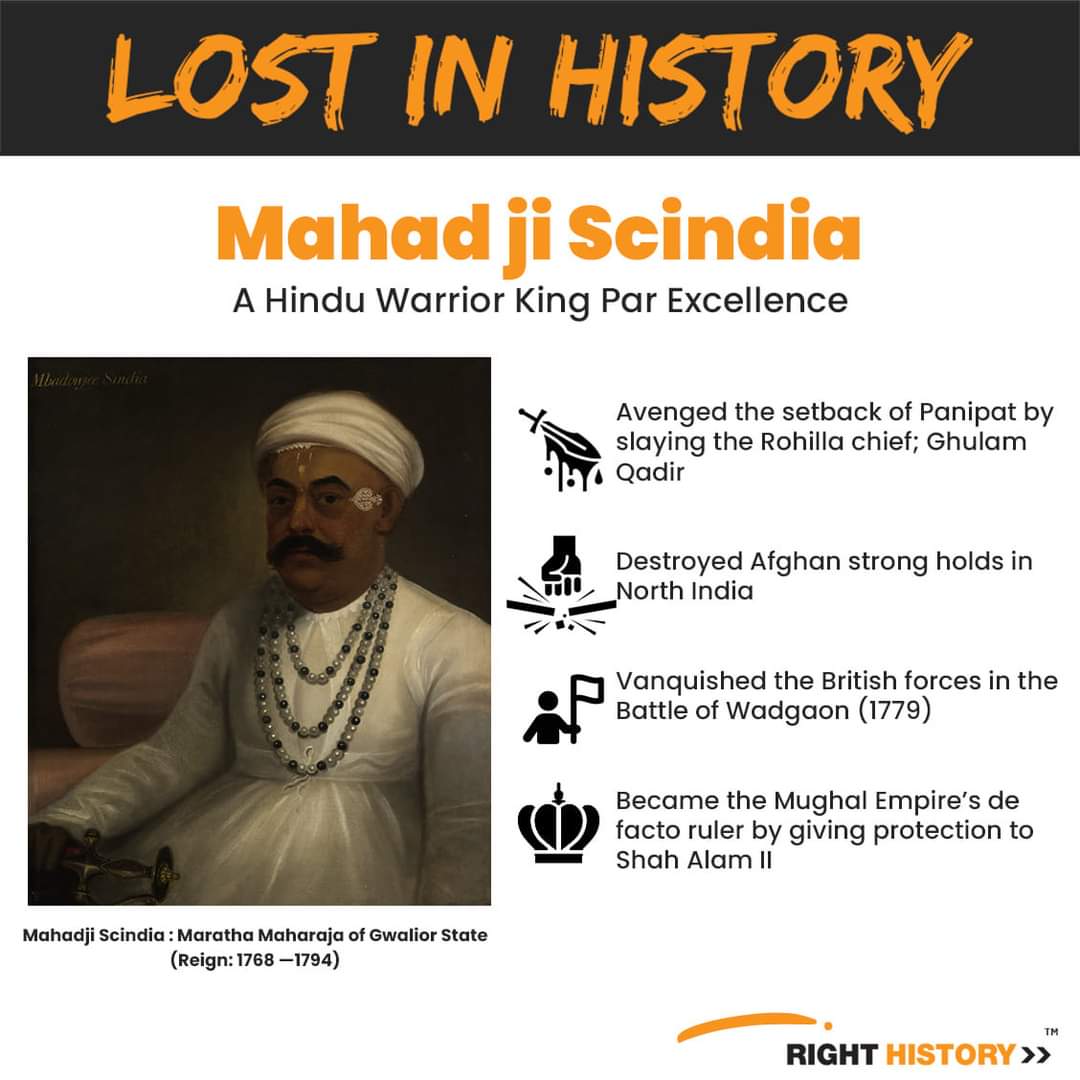 LOST IN HISTORY
Mahad ji Scindia
A Hindu Warrior King Par Excellence
Mhadowjee Sindia
Avenged the setback of Panipat by
slaying the Rohilla chief; Ghulam
Qadir
Destroyed Afghan strong holds in
North India
Vanquished the British forces in the
Battle of Wadgaon (1779)
Became the Mughal Empire’s de
facto ruler by giving protection to
Shah Alam II
Mahadji Scindia : Maratha Maharaja of Gwalior State
(Reign: 1768 —1794)
RIGHT HISTORY >> TM